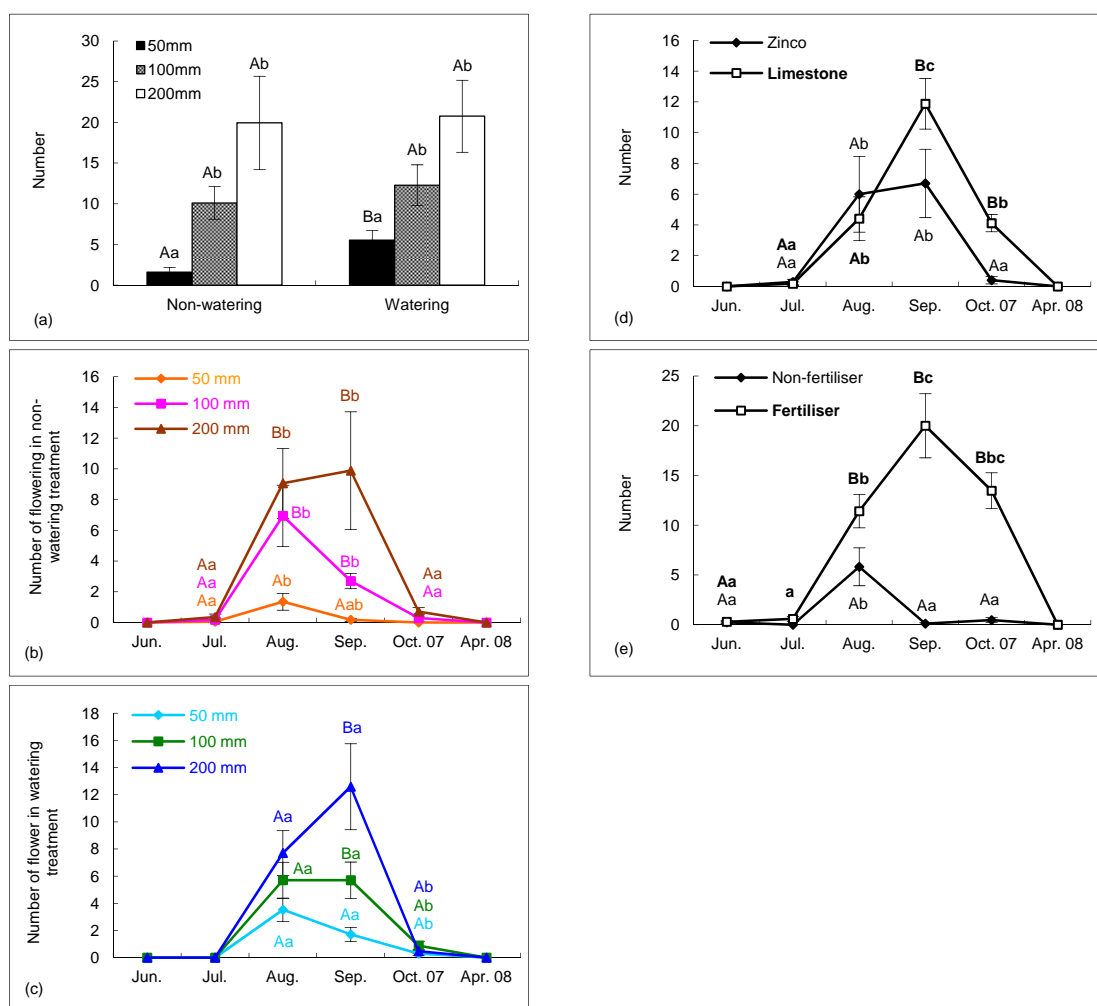 30
25
20
15
10
5
0
Number
50mm
100mm
200mm
Aa
Ab
Ab
Ba
Ab
Ab
Non-watering
Watering
(a)
16
14
12
10
8
6
4
2
0
Number of flowering in non-
watering treatment
50 mm
100 mm
200 mm
Aa
Aa
Aa
Bb
Bb
Ab
Bb
Bb
Aab
Aa
Aa
Jun. Jul. Aug. Sep. Oct. 07 Apr. 08
(b)
18
16
14
12
10
8
6
4
2
0
Number of flower in watering
treatment
50 mm
100 mm
200 mm
Aa
Aa
Aa
Ba
Ba
Aa
Ab
Ab
Ab
Jun. Jul. Aug. Sep. Oct. 07 Apr. 08
(c)
16
14
12
10
8
6
4
2
0
Number
Zinco
Limestone
Aa
Aa
Ab
Ab
Bc
Ab
Bb
Aa
Jun. Jul. Aug. Sep. Oct. 07 Apr. 08
(d)
25
20
15
10
5
0
Number
Non-fertiliser
Fertiliser
Aa
Aa
a
Bb
Ab
Bc
Aa
Bbc
Aa
Jun. Jul. Aug. Sep. Oct. 07 Apr. 08
(e)